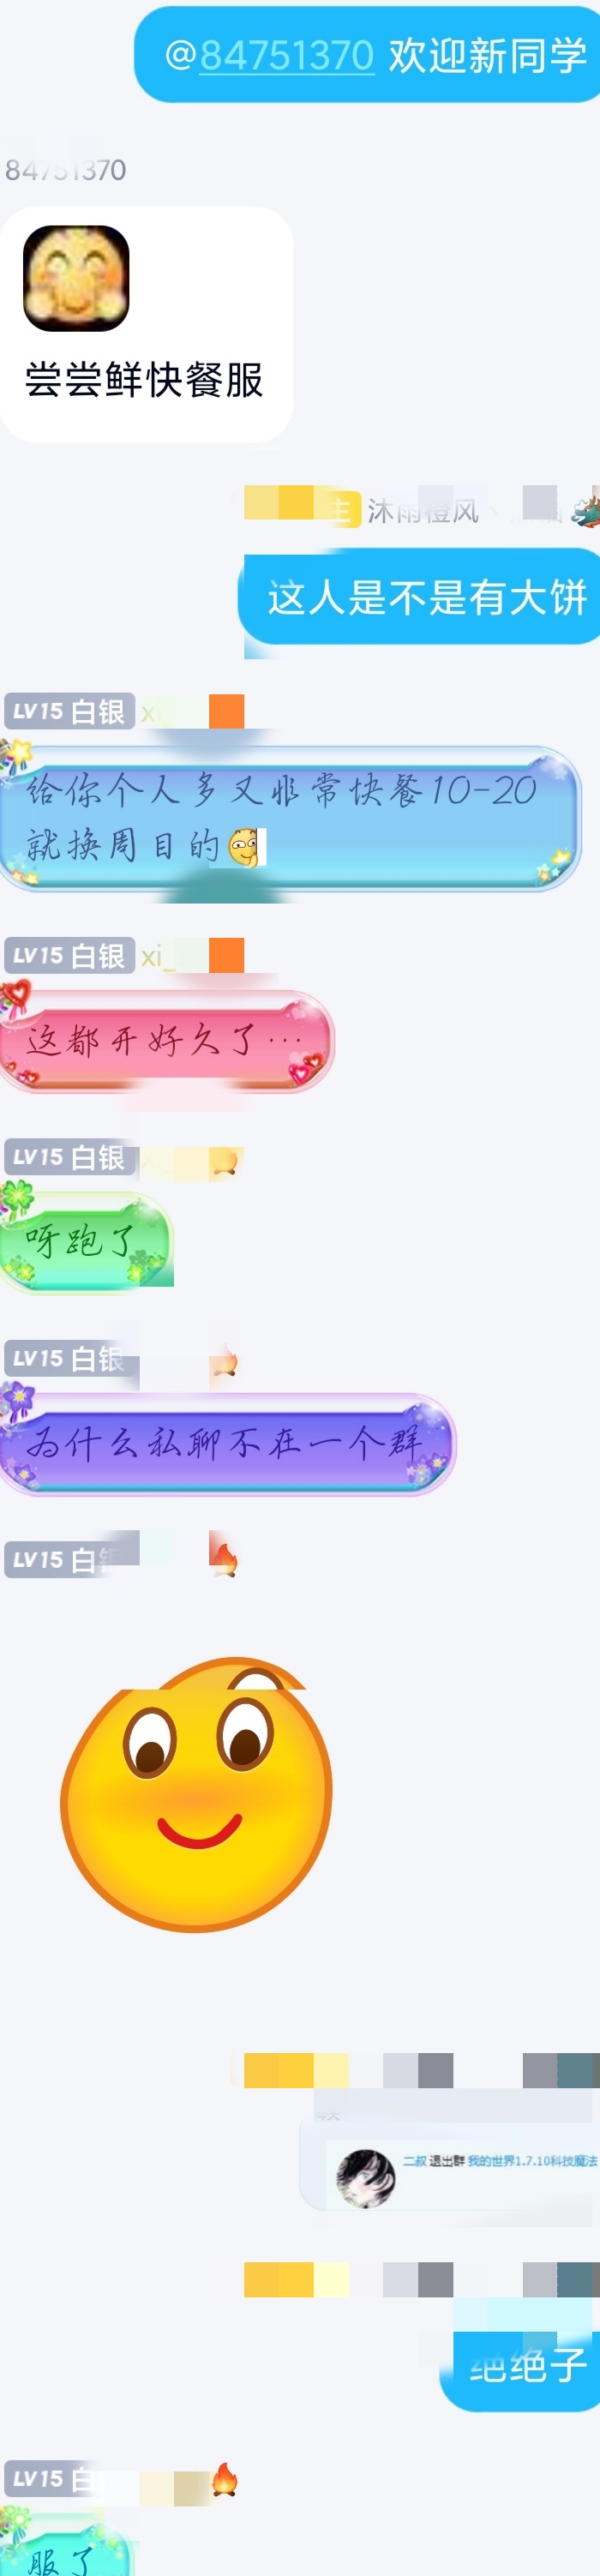 @84751370 欢迎新同学
84751370
尝尝鲜快餐服
主 沐雨橙风
这人是不是有大饼
LV15 白银 xi
给你个人多又非常快餐10-20
就换周目的
LV15 白银 xi_
这都开好久了…
LV15 白银
呀跑了
LV15 白银
为什么私聊不在一个群
LV15 白银
二叔 退出群 我的世界1.7.10科技魔法
绝绝子
LV15 白
服了